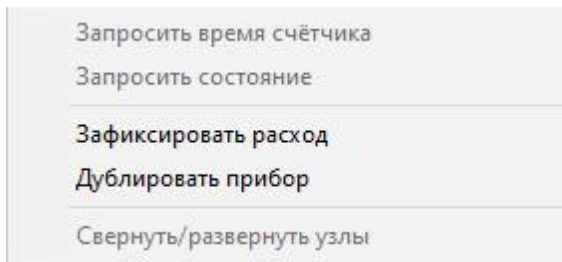 Запросить время счётчика
Запросить состояние
Зафиксировать расход
Дублировать прибор
Свернуть/развернуть узлы